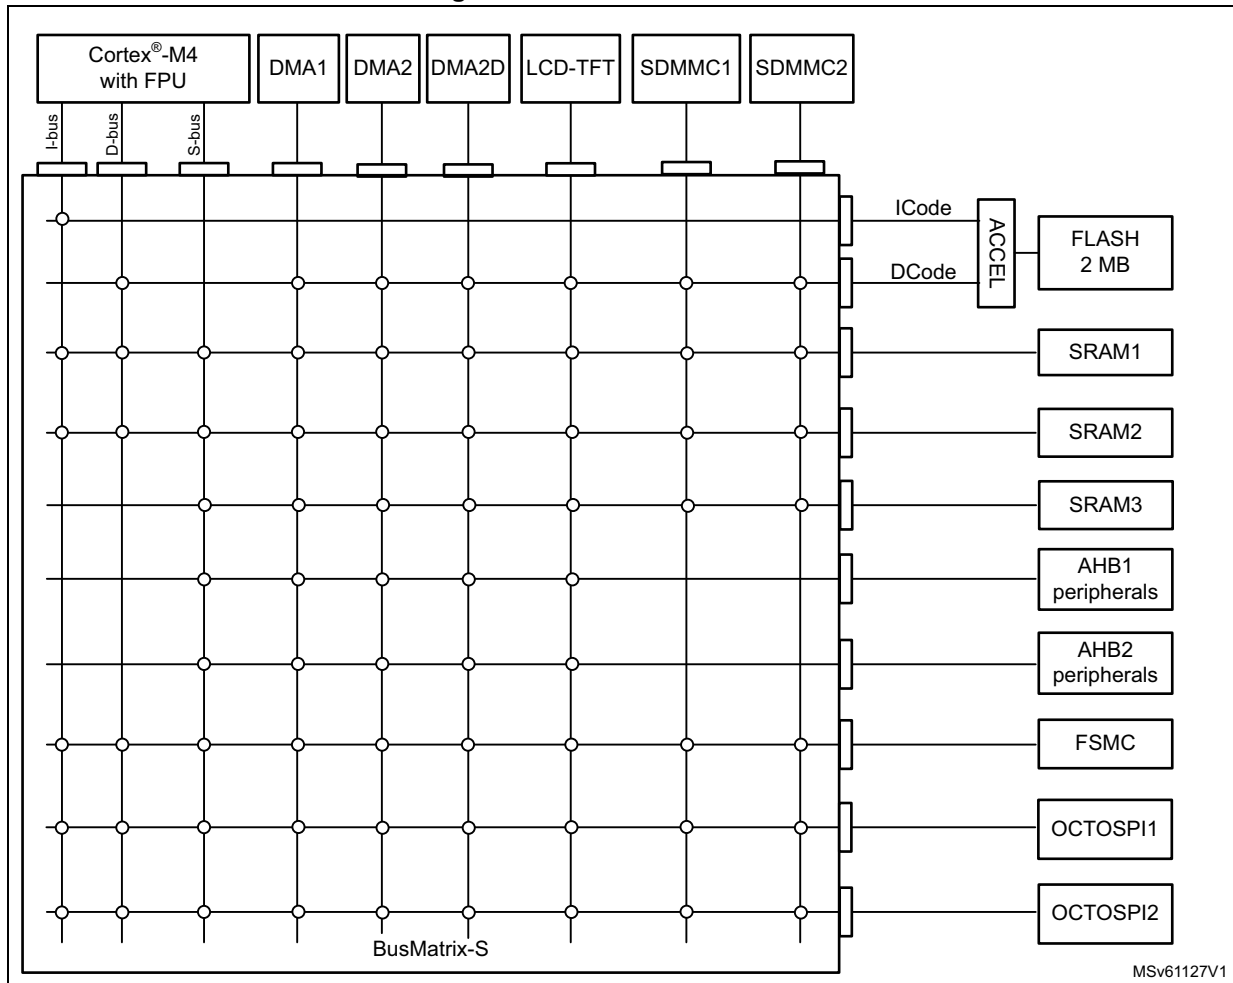 Cortex®-M4
with FPU
DMA1
DMA2
DMA2D
LCD-TFT
SDMMC1
SDMMC2
I-bus
D-bus
S-bus
ICode
DCode
ACCEL
FLASH
2 MB
SRAM1
SRAM2
SRAM3
AHB1
peripherals
AHB2
peripherals
FSMC
OCTOSPI1
OCTOSPI2
BusMatrix-S
MSv61127V1